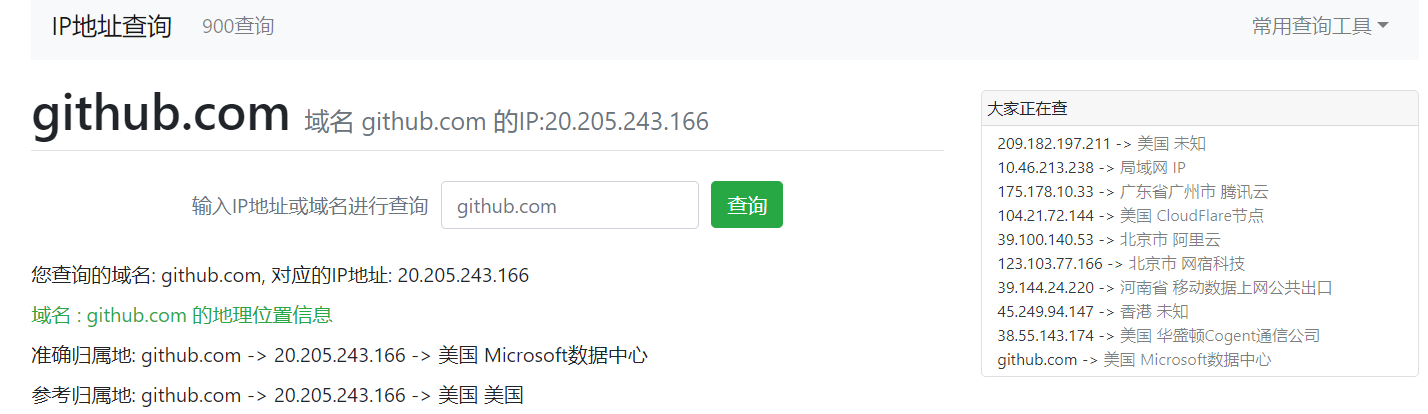 IP地址查询 900查询 常用查询工具
github.com 域名 github.com 的IP:20.205.243.166
输入IP地址或域名进行查询 github.com 查询
您查询的域名: github.com, 对应的IP地址: 20.205.243.166
域名 : github.com 的地理位置信息
准确归属地: github.com -> 20.205.243.166 -> 美国 Microsoft数据中心
参考归属地: github.com -> 20.205.243.166 -> 美国 美国
大家正在查
209.182.197.211 -> 美国 未知
10.46.213.238 -> 局域网 IP
175.178.10.33 -> 广东省广州市 腾讯云
104.21.72.144 -> 美国 CloudFlare节点
39.100.140.53 -> 北京市 阿里云
123.103.77.166 -> 北京市 网宿科技
39.144.24.220 -> 河南省 移动数据上网公共出口
45.249.94.147 -> 香港 未知
38.55.143.174 -> 美国 华盛顿Cogent通信公司
github.com -> 美国 Microsoft数据中心